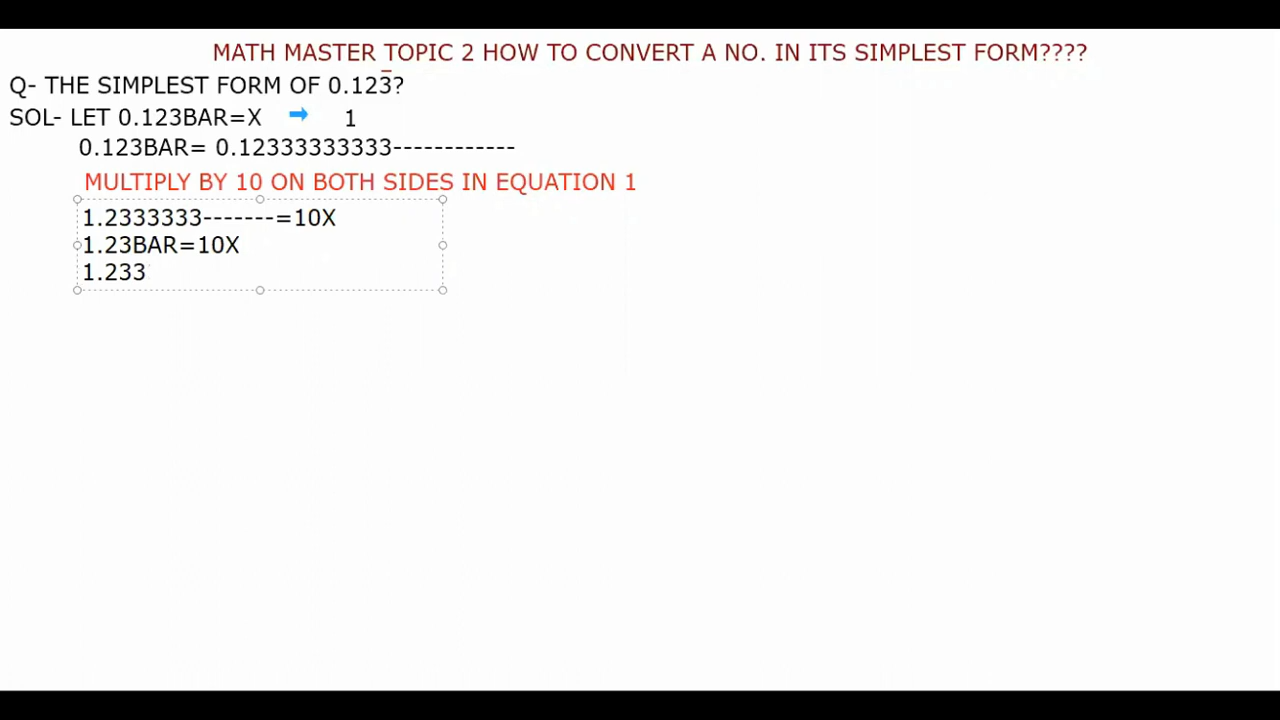 MATH MASTER TOPIC 2 HOW TO CONVERT A NO. IN ITS SIMPLEST FORM????
Q- THE SIMPLEST FORM OF 0.123̅?
SOL- LET 0.123BAR=X ➡ 1
0.123BAR= 0.12333333333------------
MULTIPLY BY 10 ON BOTH SIDES IN EQUATION 1
1.2333333-------=10X
1.23BAR=10X
1.233